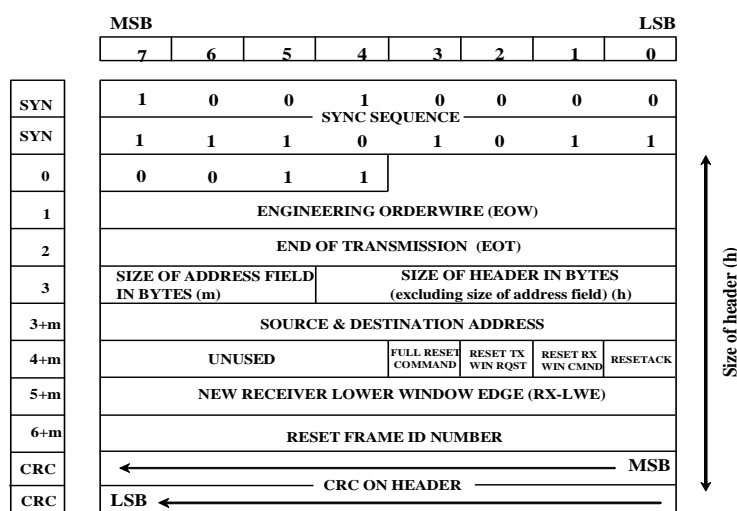 MSB LSB
7 6 5 4 3 2 1 0
SYN 1 0 0 1 0 0 0 0
SYNC SEQUENCE
SYN 1 1 1 0 1 0 1 1
0 0 0 1 1
1 ENGINEERING ORDERWIRE (EOW)
2 END OF TRANSMISSION (EOT)
3 SIZE OF ADDRESS FIELD IN BYTES (m) SIZE OF HEADER IN BYTES (excluding size of address field) (h)
3+m SOURCE & DESTINATION ADDRESS
4+m UNUSED FULL RESET COMMAND RESET TX WIN RQST RESET RX WIN CMND RESETACK
5+m NEW RECEIVER LOWER WINDOW EDGE (RX-LWE)
6+m RESET FRAME ID NUMBER
CRC MSB
CRC ON HEADER
CRC LSB
Size of header (h)